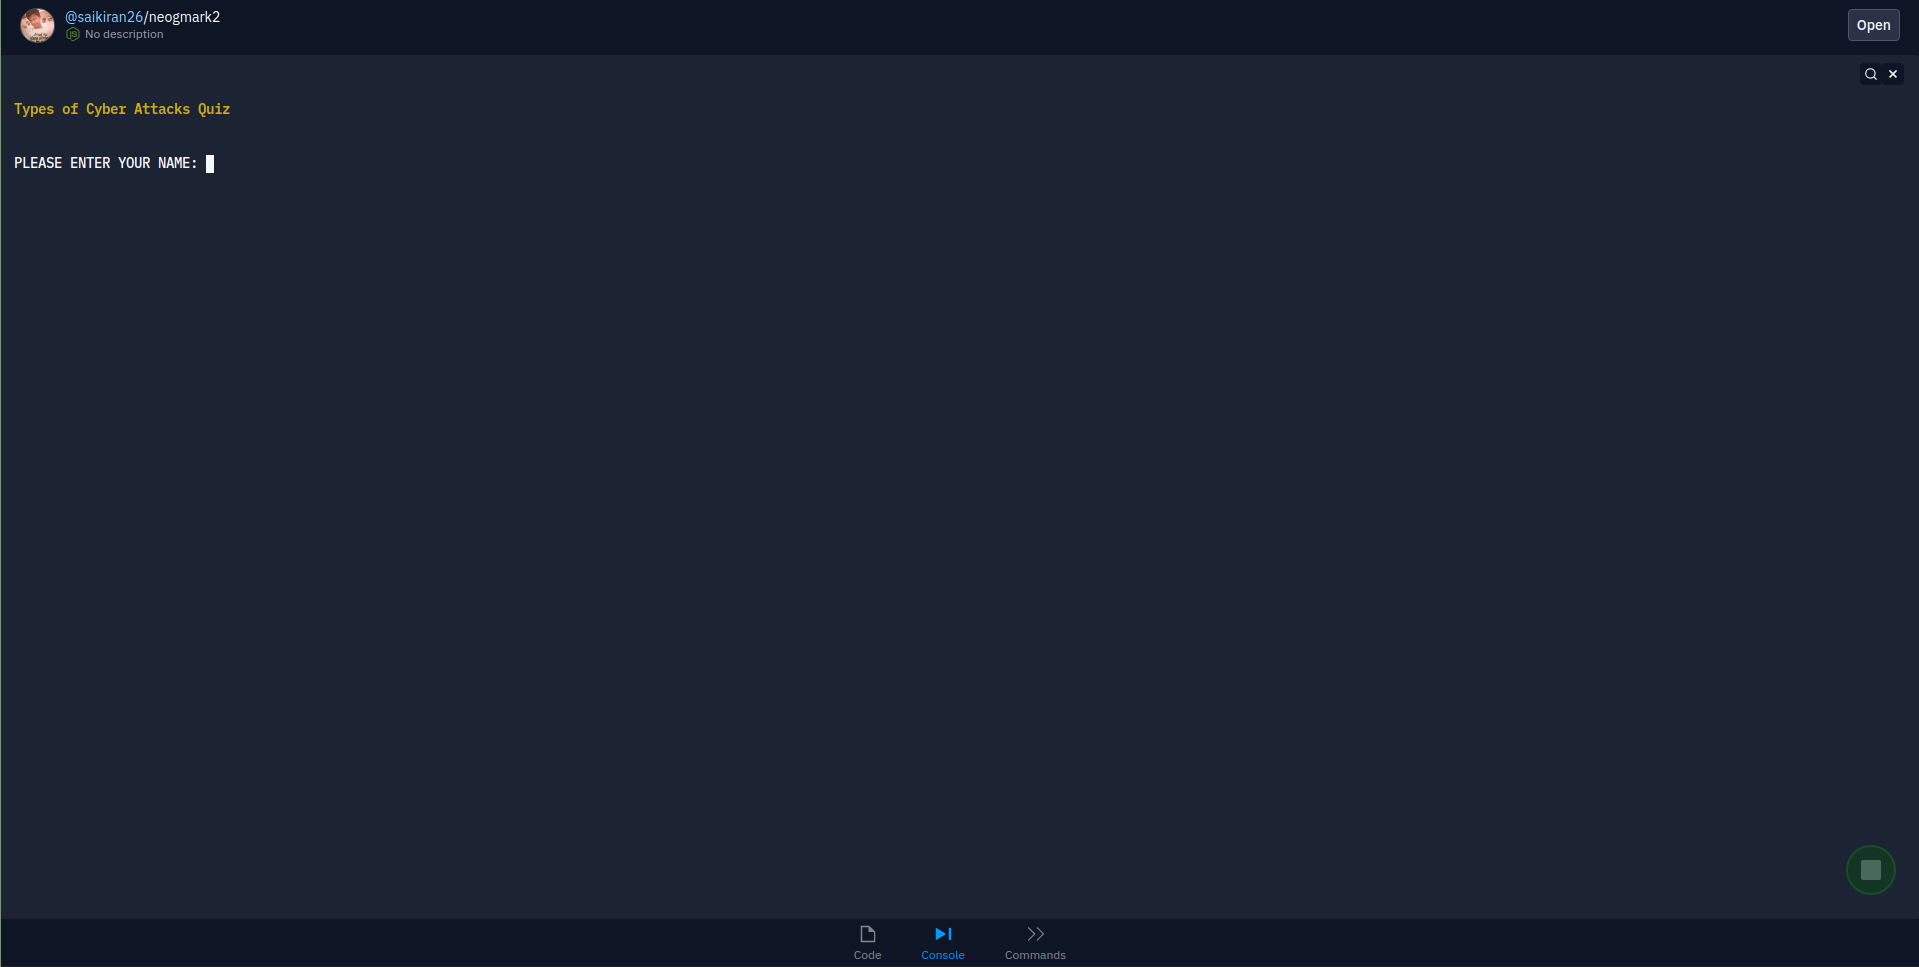 @saikiran26/neogmark2
No description
Open
Types of Cyber Attacks Quiz
PLEASE ENTER YOUR NAME:
Code
Console
Commands